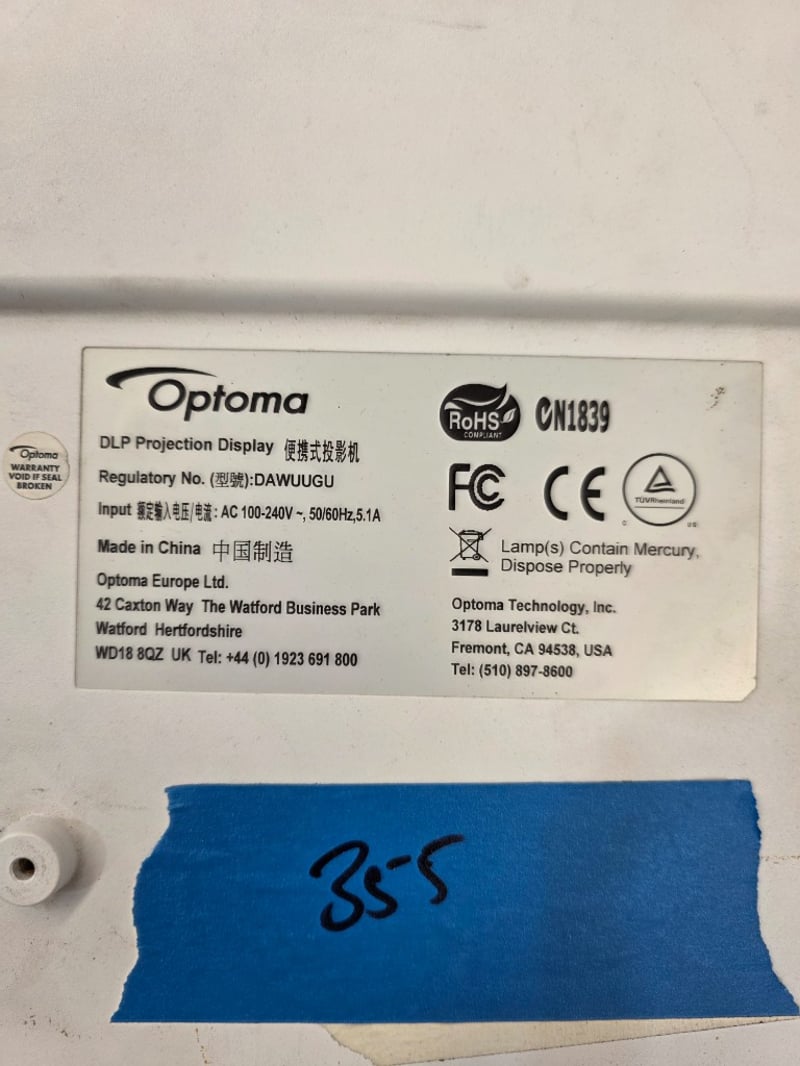 Optoma
DLP Projection Display 便携式投影机
Regulatory No. (型號):DAWUUGU
Input 额定输入电压/电流: AC 100-240V ~, 50/60Hz,5.1A
Made in China 中国制造
Optoma Europe Ltd.
42 Caxton Way The Watford Business Park
Watford Hertfordshire
WD18 8QZ UK Tel: +44 (0) 1923 691 800
RoHS
COMPLIANT
CN1839
FC CE
TÜVRheinland
C US
Lamp(s) Contain Mercury,
Dispose Properly
Optoma Technology, Inc.
3178 Laurelview Ct.
Fremont, CA 94538, USA
Tel: (510) 897-8600
Optoma
WARRANTY
VOID IF SEAL
BROKEN
355